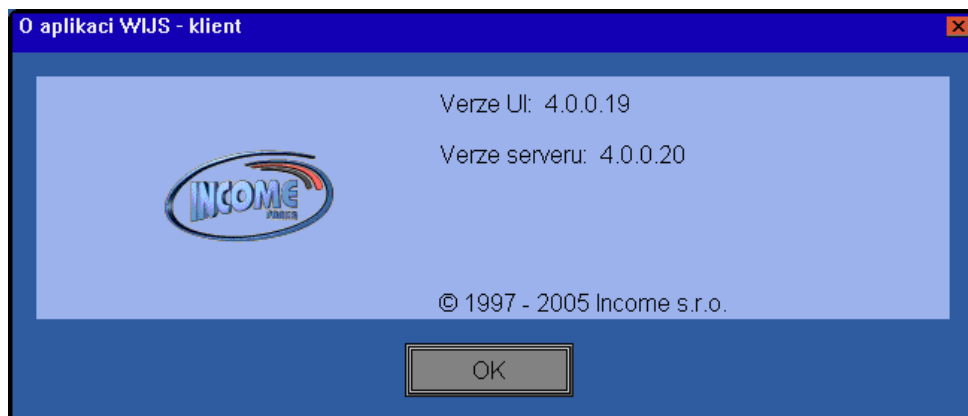 O aplikaci WIJS - klient
Verze UI: 4.0.0.19
Verze serveru: 4.0.0.20
INCOME
© 1997 - 2005 Income s.r.o.
OK